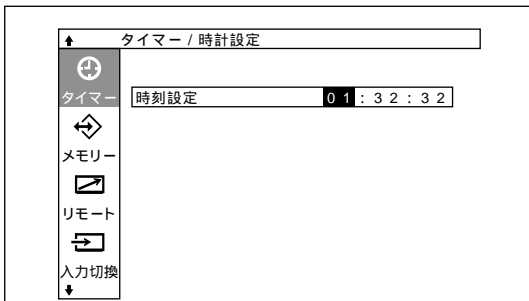 タイマー / 時計設定
タイマー
時刻設定 01:32:32
メモリー
リモート
入力切換